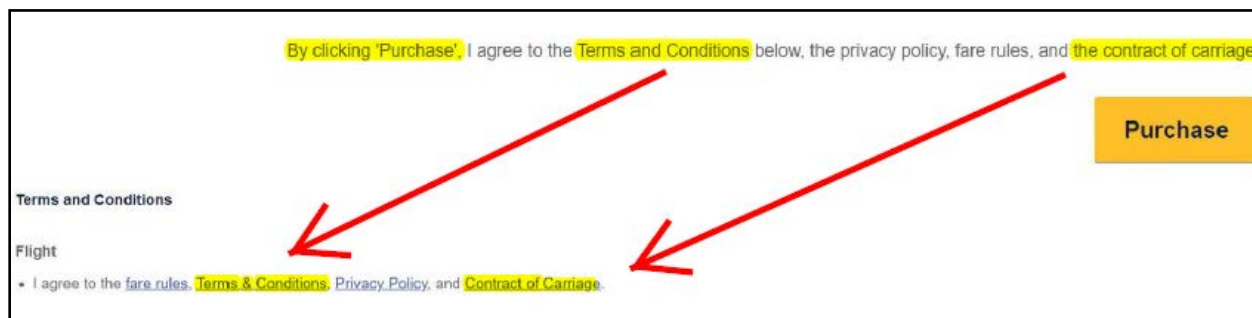 By clicking 'Purchase', I agree to the Terms and Conditions below, the privacy policy, fare rules, and the contract of carriage
Purchase
Terms and Conditions
Flight
• I agree to the fare rules, Terms & Conditions, Privacy Policy, and Contract of Carriage.